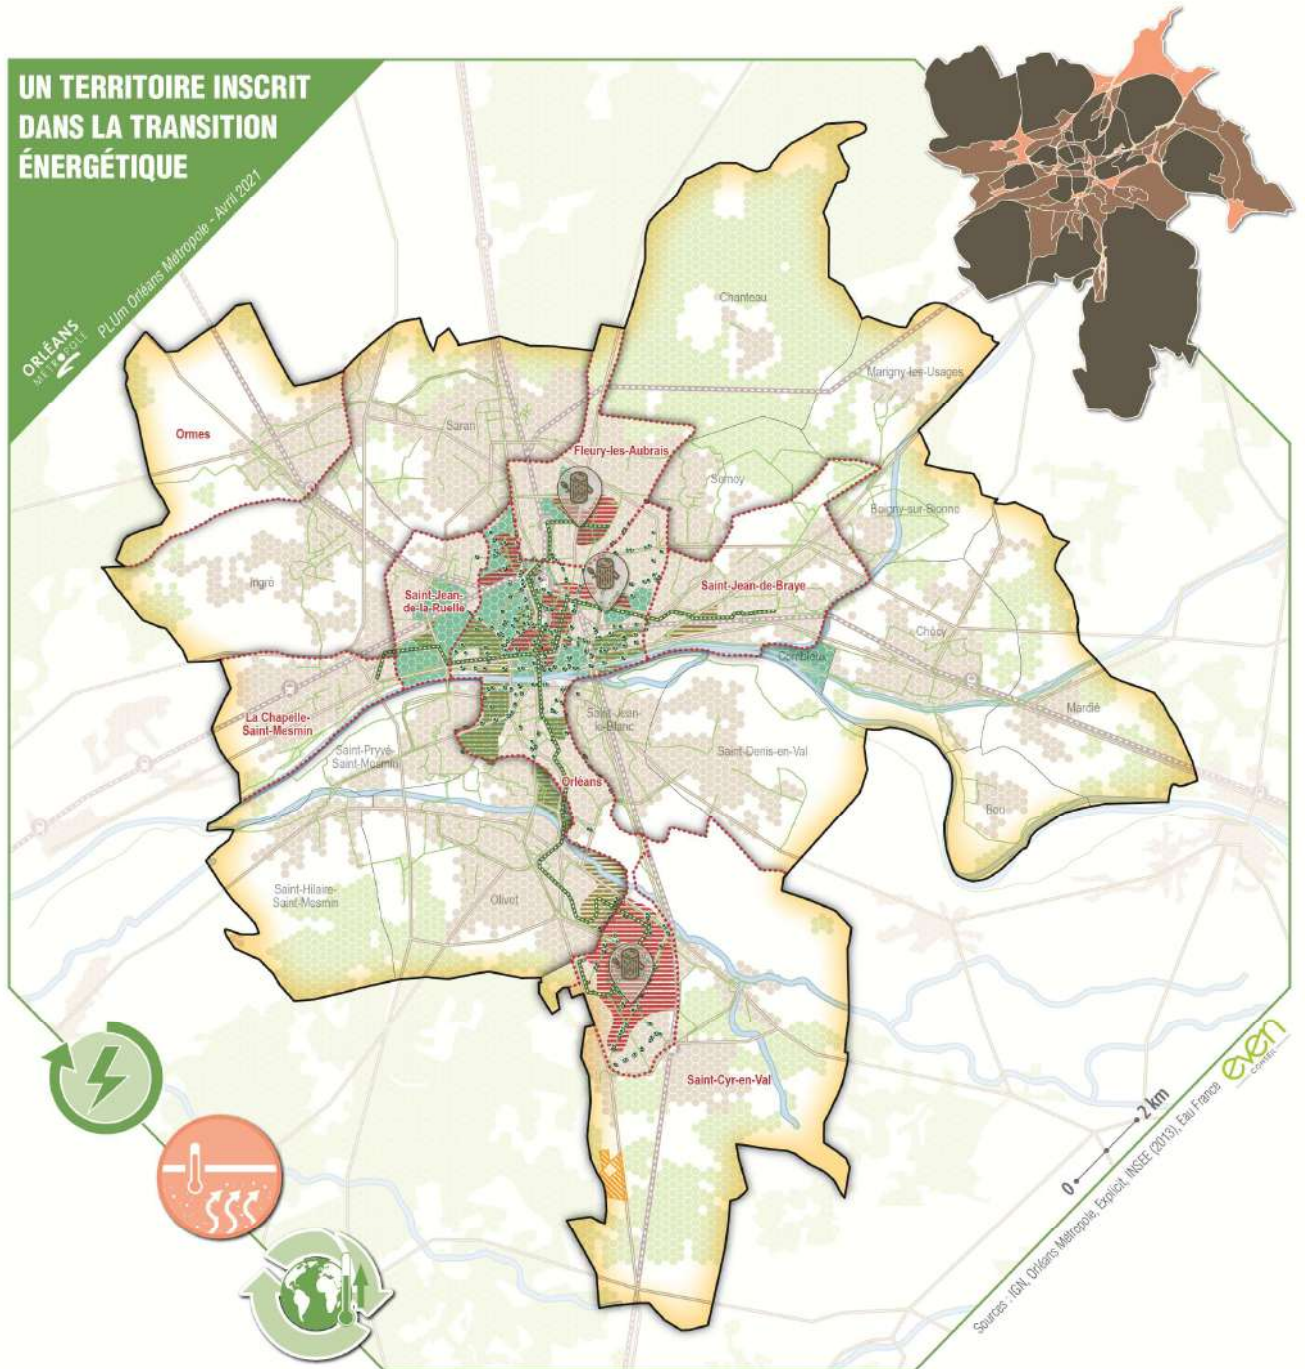 UN TERRITOIRE INSCRIT
DANS LA TRANSITION
ÉNERGÉTIQUE
PLUm Orléans Metropole - Avril 2021
ORLÉANS
MÉTROPOLE
Chanteau
Marigny-les-Usages
Ormes
Saran
Fleury-les-Aubrais
Semoy
Boigny-sur-Bionne
Ingré
Saint-Jean-
de-la-Ruelle
Saint-Jean-de-Braye
Chécy
Combleux
Mardié
La Chapelle-
Saint-Mesmin
Saint-Jean-
le-Blanc
Saint-Pryvé-
Saint-Mesmin
Saint-Denis-en-Val
Orléans
Bou
Saint-Hilaire-
Saint-Mesmin
Olivet
Saint-Cyr-en-Val
0 2 km
Sources : IGN, Orléans Métropole, Explicit, INSEE (2013), Eau France
even
CONSEIL